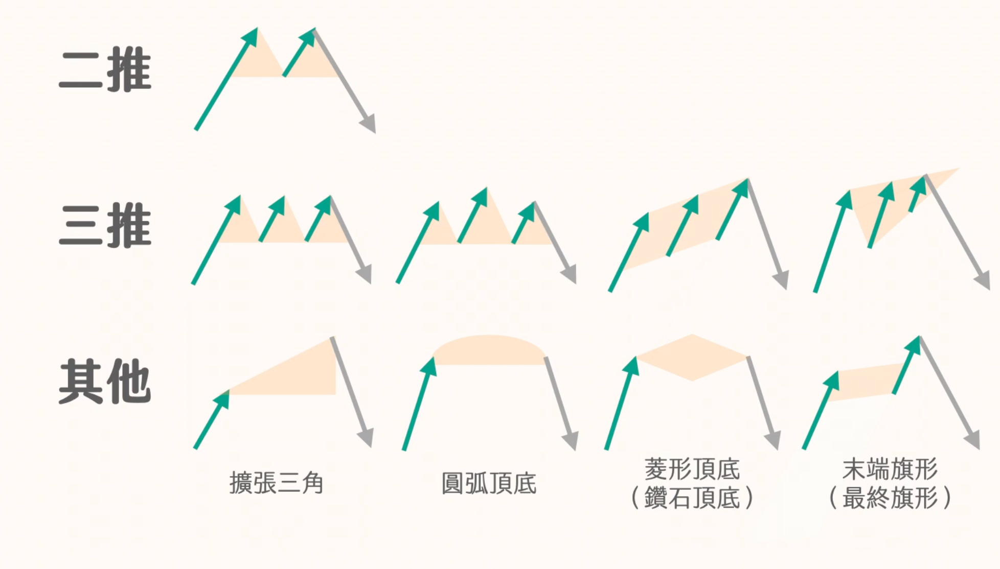 二推
三推
其他
擴張三角
圓弧頂底
菱形頂底
（鑽石頂底）
末端旗形
（最終旗形）